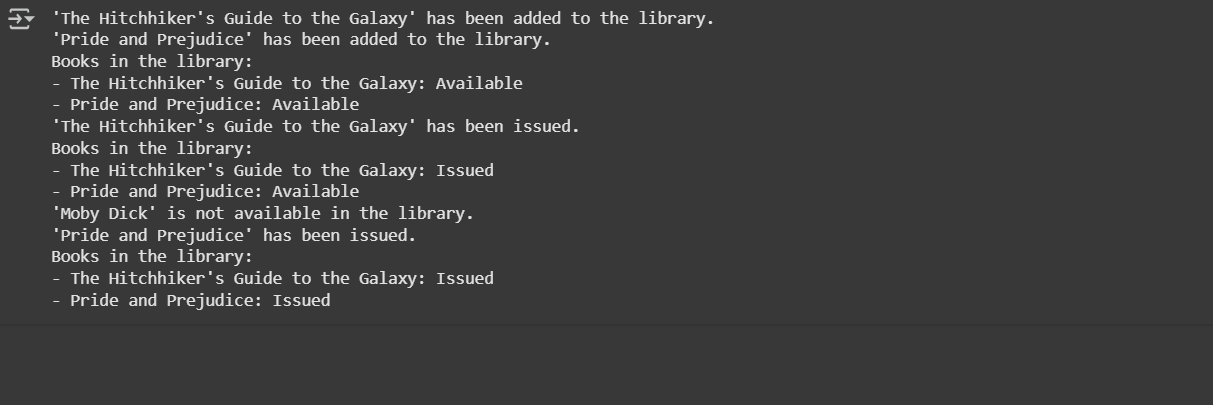 'The Hitchhiker's Guide to the Galaxy' has been added to the library.
'Pride and Prejudice' has been added to the library.
Books in the library:
- The Hitchhiker's Guide to the Galaxy: Available
- Pride and Prejudice: Available
'The Hitchhiker's Guide to the Galaxy' has been issued.
Books in the library:
- The Hitchhiker's Guide to the Galaxy: Issued
- Pride and Prejudice: Available
'Moby Dick' is not available in the library.
'Pride and Prejudice' has been issued.
Books in the library:
- The Hitchhiker's Guide to the Galaxy: Issued
- Pride and Prejudice: Issued